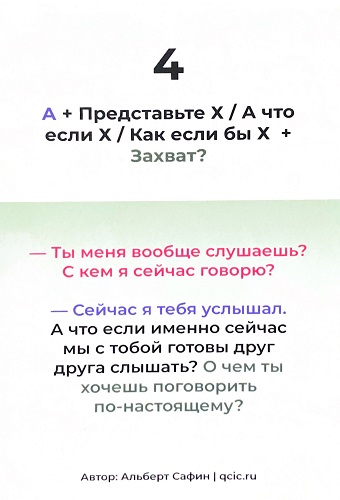 4
А + Представьте X / А что
если X / Как если бы X +
Захват?
— Ты меня вообще слушаешь?
С кем я сейчас говорю?
— Сейчас я тебя услышал.
А что если именно сейчас
мы с тобой готовы друг
друга слышать? О чем ты
хочешь поговорить
по-настоящему?
Автор: Альберт Сафин | qcic.ru